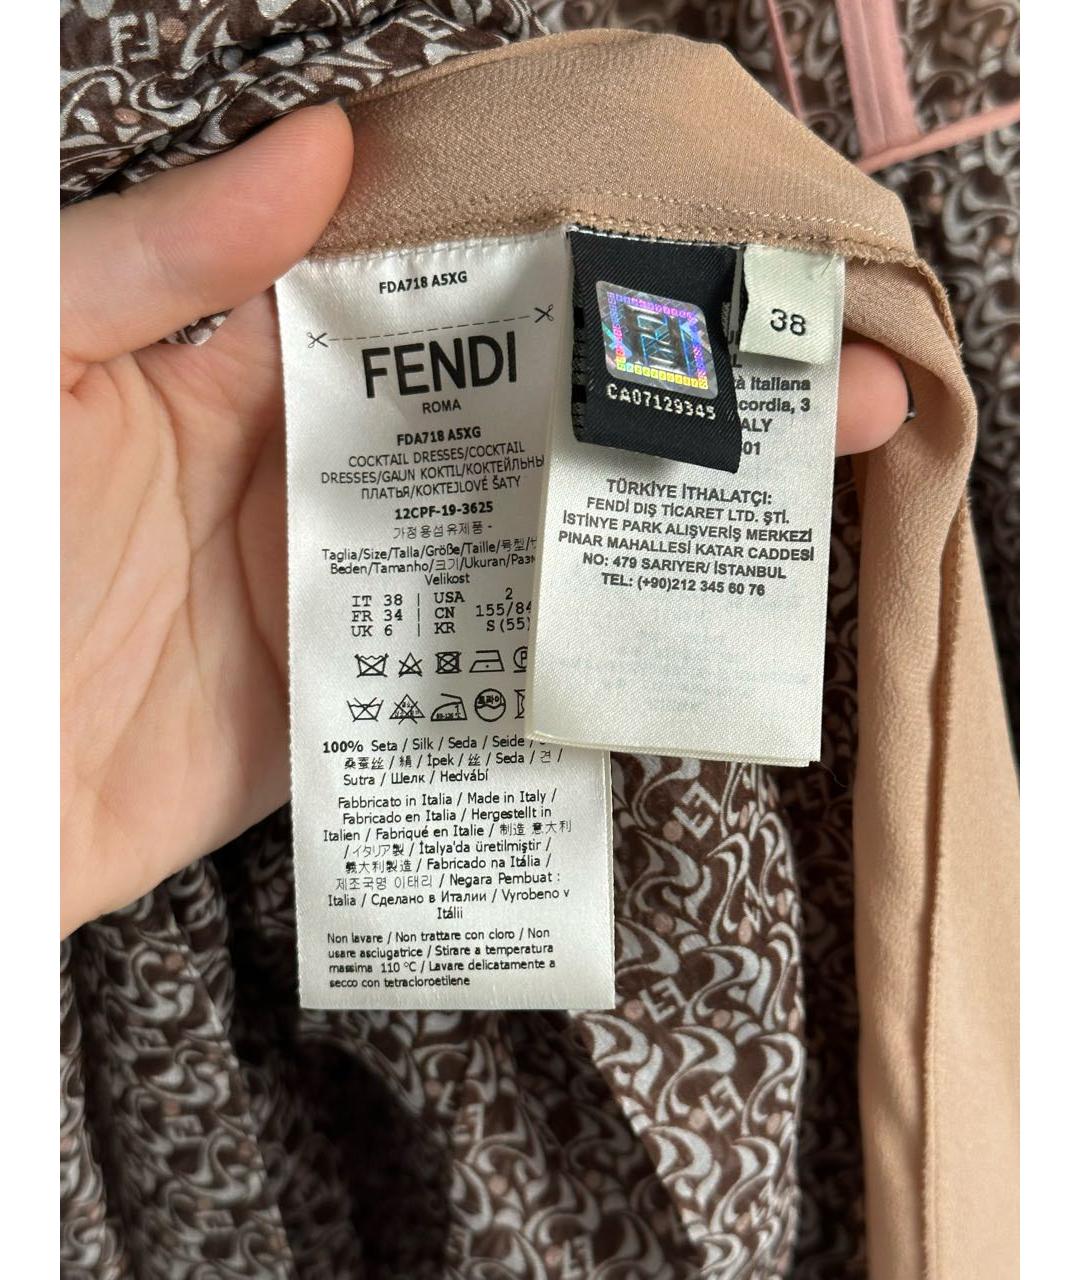 FDA718 A5XG
FENDI
ROMA
FDA718 A5XG
COCKTAIL DRESSES/COCKTAIL
DRESSES/GAUN KOKTIL/КОКТЕЙЛЬНЫ
ПЛАТЬЯ/KOKTEJLOVÉ ŠATY
12CPF-19-3625
가정용섬유제품 -
Taglia/Size/Talla/Größe/Taille/号型/
Beden/Tamanho/크기/Ukuran/Разм
Velikost
IT 38 | USA 2
FR 34 | CN 155/84
UK 6 | KR S(55)
100% Seta / Silk / Seda / Seide /
桑蚕丝 / 絹 / İpek / 丝 / Seda / 견 /
Sutra / Шелк / Hedvábí
Fabbricato in Italia / Made in Italy /
Fabricado en Italia / Hergestellt in
Italien / Fabriqué en Italie / 制造 意大利
/イタリア製 / İtalya'da üretilmiştir /
義大利製造 / Fabricado na Itália /
제조국명 이태리 / Negara Pembuat :
Italia / Сделано в Италии / Vyrobeno v
Itálii
Non lavare / Non trattare con cloro / Non
usare asciugatrice / Stirare a temperatura
massima 110 °C / Lavare delicatamente a
secco con tetracloroetilene
CA07129345
38
tà italiana
cordia, 3
ALY
501
TÜRKİYE İTHALATÇI:
FENDI DIŞ TİCARET LTD. ŞTİ.
İSTİNYE PARK ALIŞVERİŞ MERKEZİ
PINAR MAHALLESİ KATAR CADDESİ
NO: 479 SARIYER/ İSTANBUL
TEL: (+90)212 345 60 76